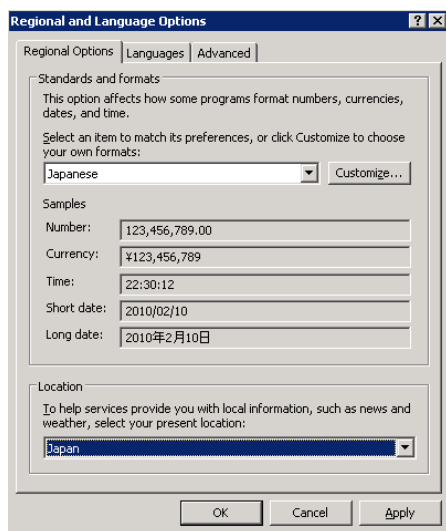 Regional and Language Options
Regional Options Languages Advanced
Standards and formats
This option affects how some programs format numbers, currencies,
dates, and time.
Select an item to match its preferences, or click Customize to choose
your own formats:
Japanese Customize...
Samples
Number: 123,456,789.00
Currency: ¥123,456,789
Time: 22:30:12
Short date: 2010/02/10
Long date: 2010年2月10日
Location
To help services provide you with local information, such as news and
weather, select your present location:
Japan
OK Cancel Apply